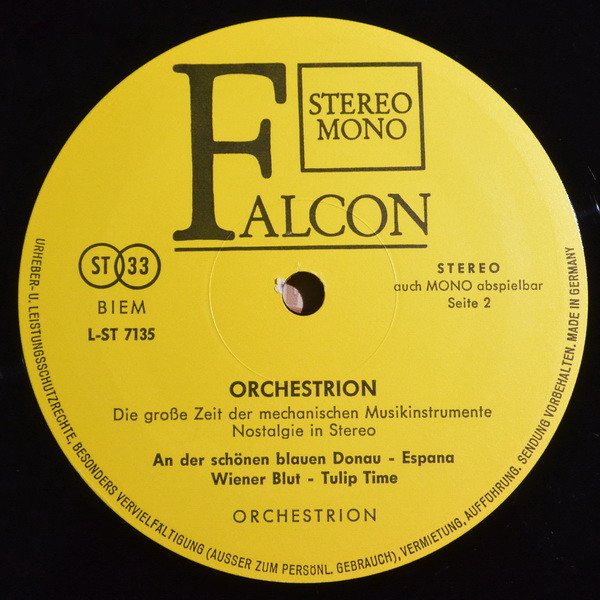 STEREO
MONO
FALCON
ST 33
BIEM
L-ST 7135
STEREO
auch MONO abspielbar
Seite 2
ORCHESTRION
Die große Zeit der mechanischen Musikinstrumente
Nostalgie in Stereo
An der schönen blauen Donau - Espana
Wiener Blut - Tulip Time
ORCHESTRION
URHEBER- U. LEISTUNGSSCHUTZRECHTE, BESONDERS VERVIELFÄLTIGUNG (AUSSER ZUM PERSÖNL. GEBRAUCH), VERMIETUNG, AUFFÜHRUNG. SENDUNG VORBEHALTEN. MADE IN GERMANY